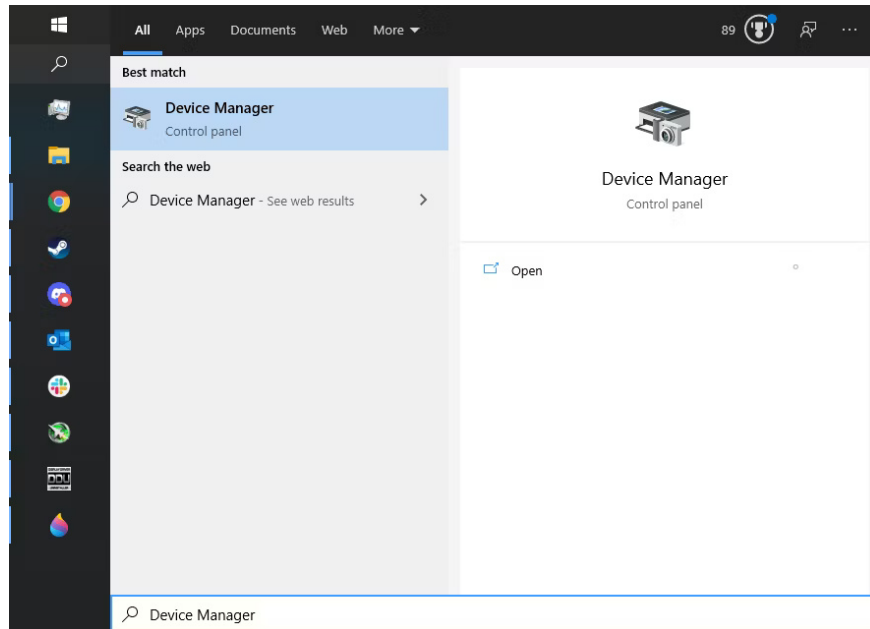 All Apps Documents Web More 89
Best match
Device Manager
Control panel
Search the web
Device Manager - See web results
Device Manager
Control panel
Open
DDU
Device Manager